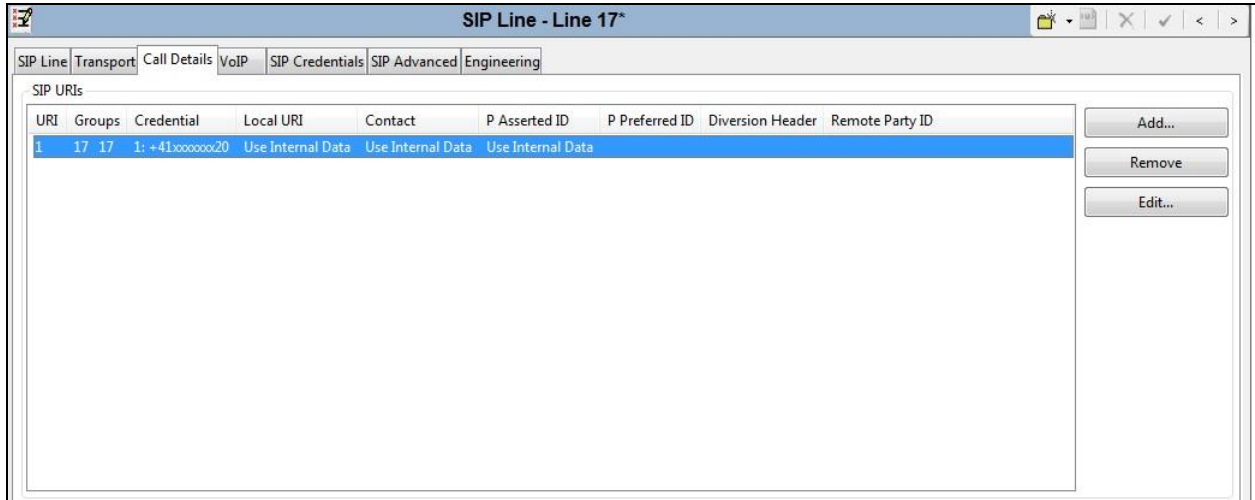 SIP Line - Line 17*
SIP Line Transport Call Details VoIP SIP Credentials SIP Advanced Engineering
SIP URIs
URI Groups Credential Local URI Contact P Asserted ID P Preferred ID Diversion Header Remote Party ID
1 17 17 1: +41xxxxxxx20 Use Internal Data Use Internal Data Use Internal Data
Add...
Remove
Edit...